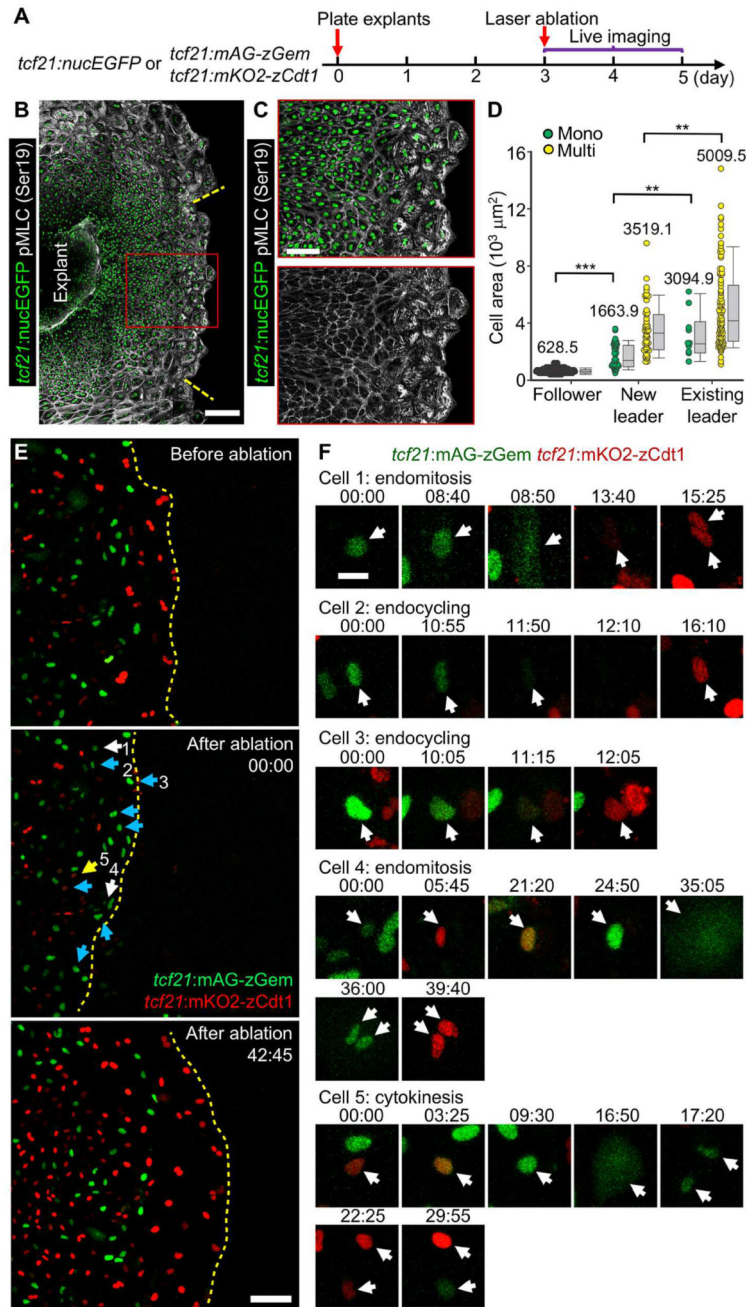 A
Plate explants
Laser ablation
Live imaging
tcf21:nucEGFP or tcf21:mAG-zGem
tcf21:mKO2-zCdt1
0 1 2 3 4 5 (day)
B
tcf21:nucEGFP pMLC (Ser19)
Explant
C
tcf21:nucEGFP pMLC (Ser19)
D
Mono
Multi
Cell area (10³ µm²)
16
12
8
4
0
***
**
**
628.5
1663.9
3519.1
3094.9
5009.5
Follower
New leader
Existing leader
E
Before ablation
After ablation
00:00
1
2
3
5
4
tcf21:mAG-zGem
tcf21:mKO2-zCdt1
After ablation
42:45
F
tcf21:mAG-zGem tcf21:mKO2-zCdt1
Cell 1: endomitosis
00:00 08:40 08:50 13:40 15:25
Cell 2: endocycling
00:00 10:55 11:50 12:10 16:10
Cell 3: endocycling
00:00 10:05 11:15 12:05
Cell 4: endomitosis
00:00 05:45 21:20 24:50 35:05
36:00 39:40
Cell 5: cytokinesis
00:00 03:25 09:30 16:50 17:20
22:25 29:55